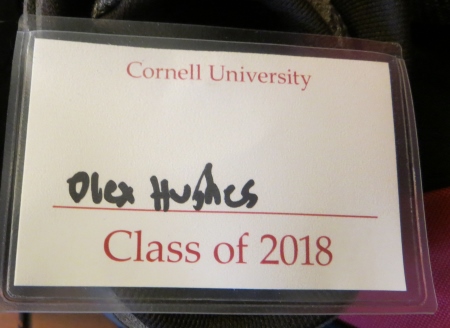 Cornell University
Olex Hughes
Class of 2018